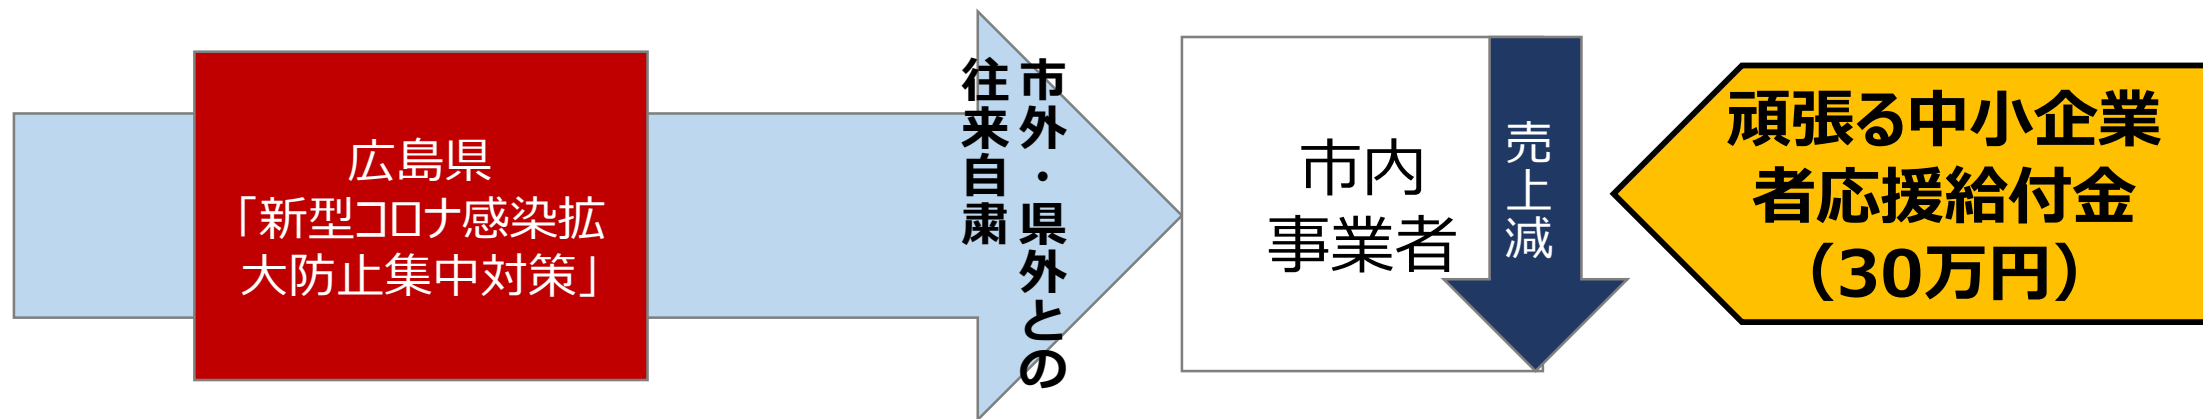 広島県
「新型コロナ感染拡
大防止集中対策」
市外・県外との
往来自粛
市内
事業者
売上減
頑張る中小企業
者応援給付金
（30万円）